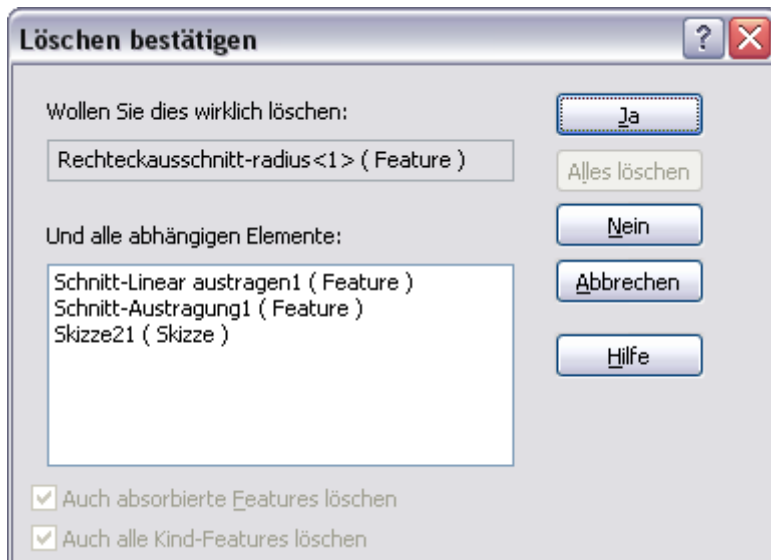 Löschen bestätigen
Wollen Sie dies wirklich löschen:
Rechteckausschnitt-radius<1> ( Feature )
Und alle abhängigen Elemente:
Schnitt-Linear austragen1 ( Feature )
Schnitt-Austragung1 ( Feature )
Skizze21 ( Skizze )
Auch absorbierte Features löschen
Auch alle Kind-Features löschen
Ja
Alles löschen
Nein
Abbrechen
Hilfe